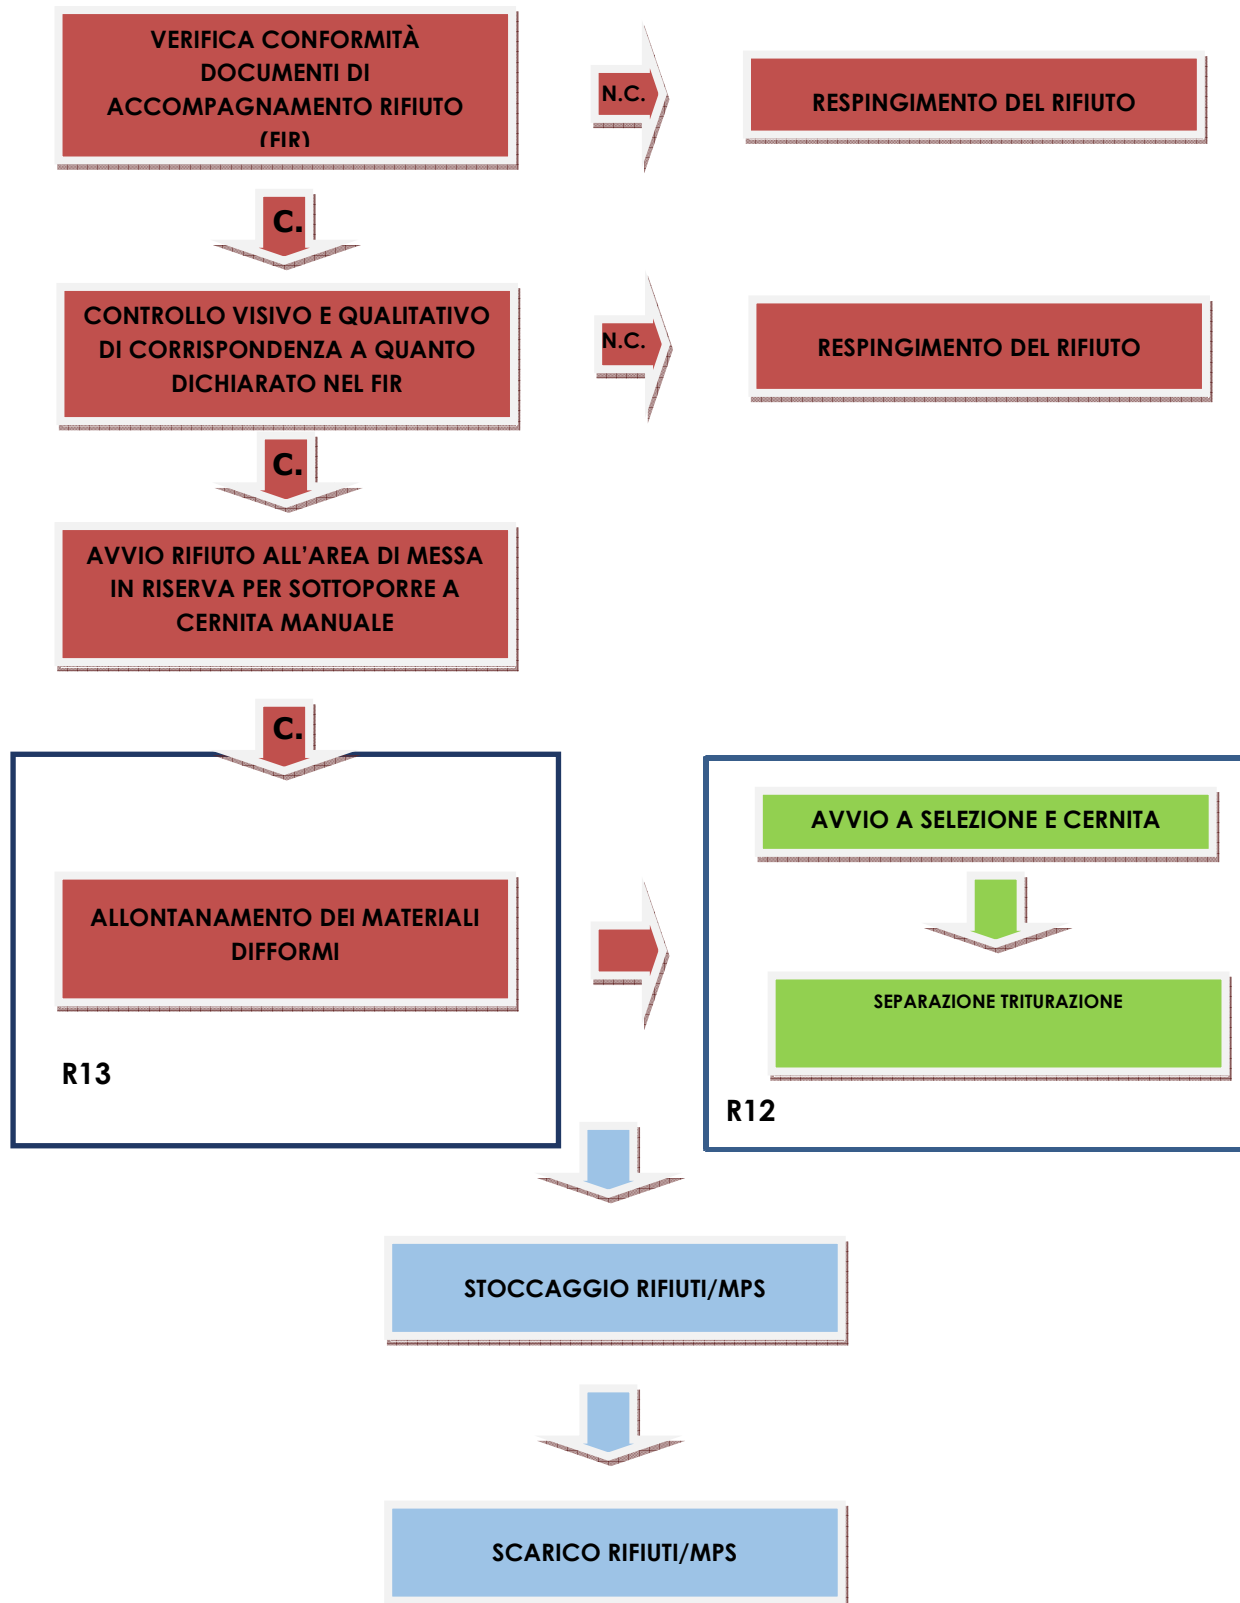 VERIFICA CONFORMITÀ
DOCUMENTI DI
ACCOMPAGNAMENTO RIFIUTO
(FIR)
N.C.
RESPINGIMENTO DEL RIFIUTO
C.
CONTROLLO VISIVO E QUALITATIVO
DI CORRISPONDENZA A QUANTO
DICHIARATO NEL FIR
N.C.
RESPINGIMENTO DEL RIFIUTO
C.
AVVIO RIFIUTO ALL'AREA DI MESSA
IN RISERVA PER SOTTOPORRE A
CERNITA MANUALE
C.
ALLONTANAMENTO DEI MATERIALI
DIFFORMI
R13
AVVIO A SELEZIONE E CERNITA
SEPARAZIONE TRITURAZIONE
R12
STOCCAGGIO RIFIUTI/MPS
SCARICO RIFIUTI/MPS